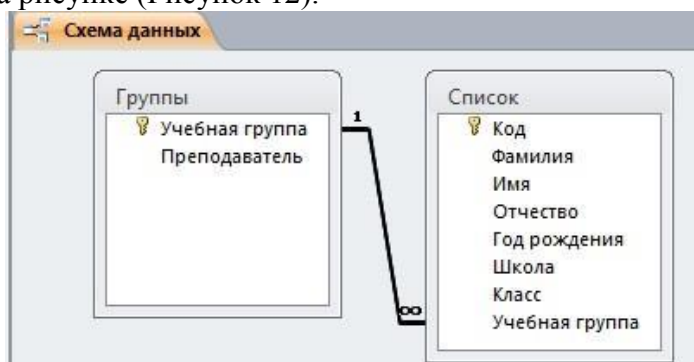 а рисунке (Рисунок 12).
Схема данных
Группы
Учебная группа
Преподаватель
1
∞
Список
Код
Фамилия
Имя
Отчество
Год рождения
Школа
Класс
Учебная группа